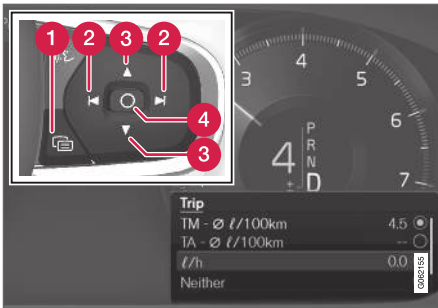 1
2
3
2
4
3
3
4
5
6
7
P
R
N
D
4
±
D
Trip
TM - Ø ℓ/100km 4.5
TA - Ø ℓ/100km --
ℓ/h 0.0
Neither
G062155